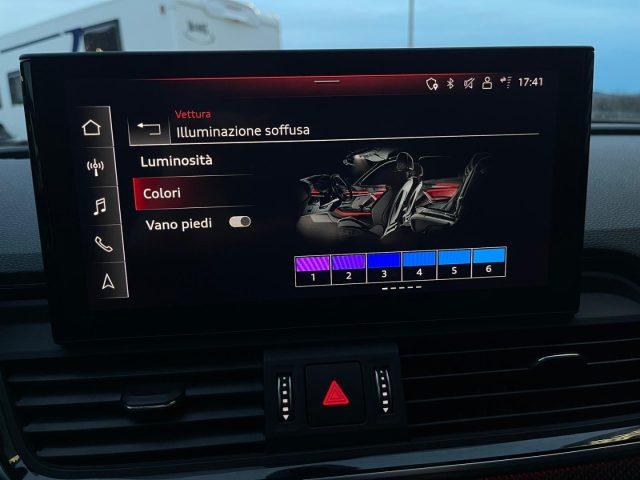 17:41
Vettura
Illuminazione soffusa
Luminosità
Colori
Vano piedi
1 2 3 4 5 6